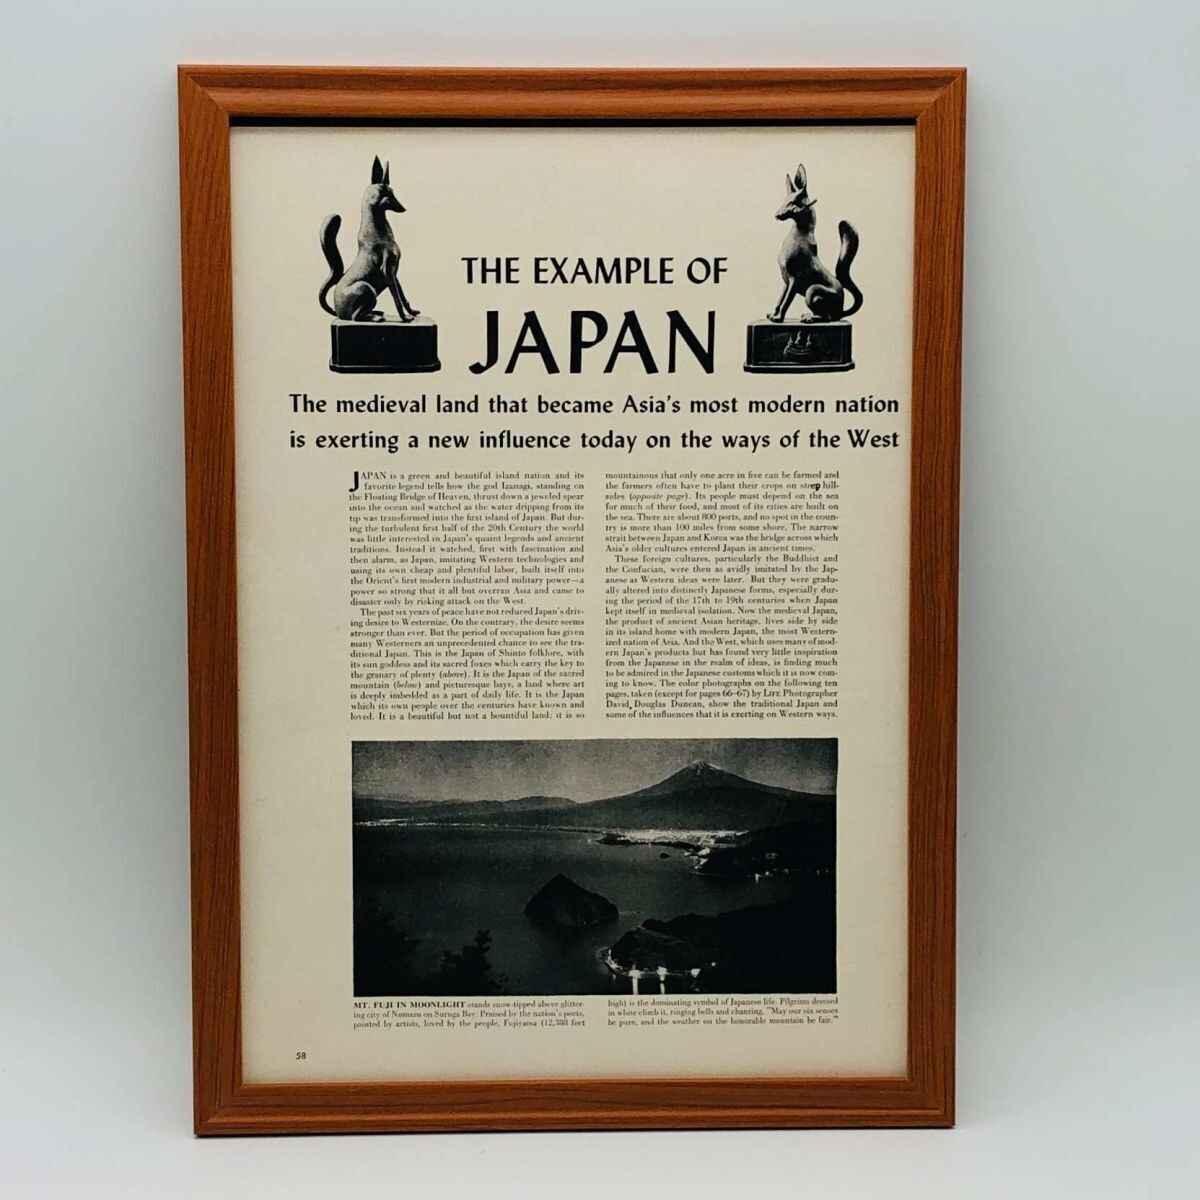 THE EXAMPLE OF
JAPAN
The medieval land that became Asia's most modern nation
is exerting a new influence today on the ways of the West
JAPAN is a green and beautiful island nation and its
favorite legend tells how the god Izanagi, standing on
the Floating Bridge of Heaven, thrust down a jeweled spear
into the ocean and watched as the water dripping from its
tip was transformed into the first island of Japan. But dur-
ing the turbulent first half of the 20th Century the world
was little interested in Japan's quaint legends and ancient
traditions. Instead it watched, first with fascination and
then alarm, as Japan, imitating Western technologies and
using its own cheap and plentiful labor, built itself into
the Orient's first modern industrial and military power—a
power so strong that it all but overran Asia and came to
disaster only by risking attack on the West.
The past six years of peace have not reduced Japan's driv-
ing desire to Westernize. On the contrary, the desire seems
stronger than ever. But the period of occupation has given
many Westerners an unprecedented chance to see the tra-
ditional Japan. This is the Japan of Shinto folklore, with
its sun goddess and its sacred foxes which carry the key to
the granary of plenty (above). It is the Japan of the sacred
mountain (below) and picturesque bays, a land where art
is deeply imbedded as a part of daily life. It is the Japan
which its own people over the centuries have known and
loved. It is a beautiful but not a bountiful land; it is so
mountainous that only one acre in five can be farmed and
the farmers often have to plant their crops on steep hill-
sides (opposite page). Its people must depend on the sea
for much of their food, and most of its cities are built on
the sea. There are about 800 ports, and no spot in the coun-
try is more than 100 miles from some shore. The narrow
strait between Japan and Korea was the bridge across which
Asia's older cultures entered Japan in ancient times.
These foreign cultures, particularly the Buddhist and
the Confucian, were then as avidly imitated by the Jap-
anese as Western ideas were later. But they were gradu-
ally altered into distinctly Japanese forms, especially dur-
ing the period of the 17th to 19th centuries when Japan
kept itself in medieval isolation. Now the medieval Japan,
the product of ancient Asian heritage, lives side by side
in its island home with modern Japan, the most Western-
ized nation of Asia. And the West, which uses many of mod-
ern Japan's products but has found very little inspiration
from the Japanese in the realm of ideas, is finding much
to be admired in the Japanese customs which it is now com-
ing to know. The color photographs on the following ten
pages, taken (except for pages 66–67) by LIFE Photographer
David Douglas Duncan, show the traditional Japan and
some of the influences that it is exerting on Western ways.
MT. FUJI IN MOONLIGHT stands snow-tipped above glitter-
ing city of Numazu on Suruga Bay. Praised by the nation's poets,
painted by artists, loved by the people, Fujiyama (12,388 feet
high) is the dominating symbol of Japanese life. Pilgrims dressed
in white climb it, ringing bells and chanting, "May our six senses
be pure, and the weather on the honorable mountain be fair."
58